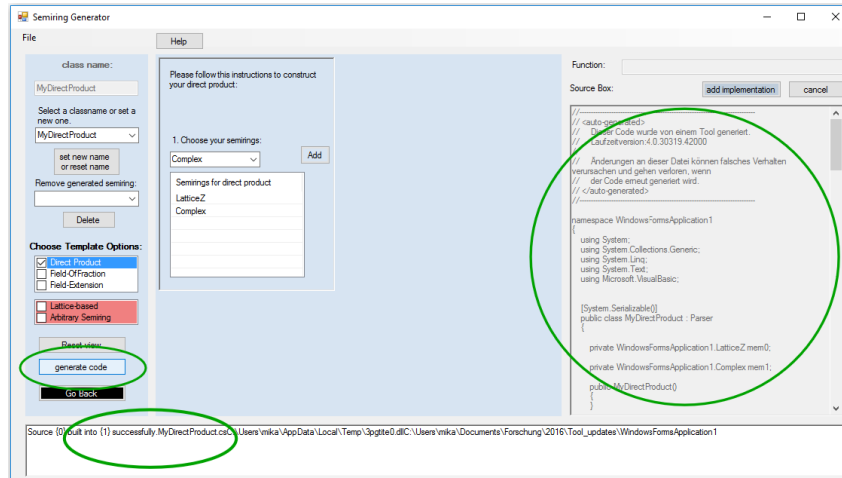 Semiring Generator
File
Help
class name:
MyDirectProduct
Select a classname or set a
new one.
MyDirectProduct
set new name
or reset name
Remove generated semiring:
Delete
Choose Template Options:
Direct Product
Field-Of-Fraction
Field-Extension
Lattice-based
Arbitrary Semiring
Reset view
generate code
Go Back
Please follow this instructions to construct
your direct product:
1. Choose your semirings:
Complex
Add
Semirings for direct product
LatticeZ
Complex
Function:
Source Box:
add implementation
cancel
//------------------------------------------------------------------------------
// <auto-generated>
//     Dieser Code wurde von einem Tool generiert.
//     Laufzeitversion:4.0.30319.42000
//
//     Änderungen an dieser Datei können falsches Verhalten
verursachen und gehen verloren, wenn
//     der Code erneut generiert wird.
// </auto-generated>
//------------------------------------------------------------------------------
namespace WindowsFormsApplication1
{
using System;
using System.Collections.Generic;
using System.Linq;
using System.Text;
using Microsoft.VisualBasic;
[System.Serializable()]
public class MyDirectProduct : Parser
{
private WindowsFormsApplication1.LatticeZ mem0;
private WindowsFormsApplication1.Complex mem1;
public MyDirectProduct()
{
}
Source {0} built into {1} successfully.MyDirectProduct.csC:\Users\mika\AppData\Local\Temp\3pgtite0.dllC:\Users\mika\Documents\Forschung\2016\Tool_updates\WindowsFormsApplication1